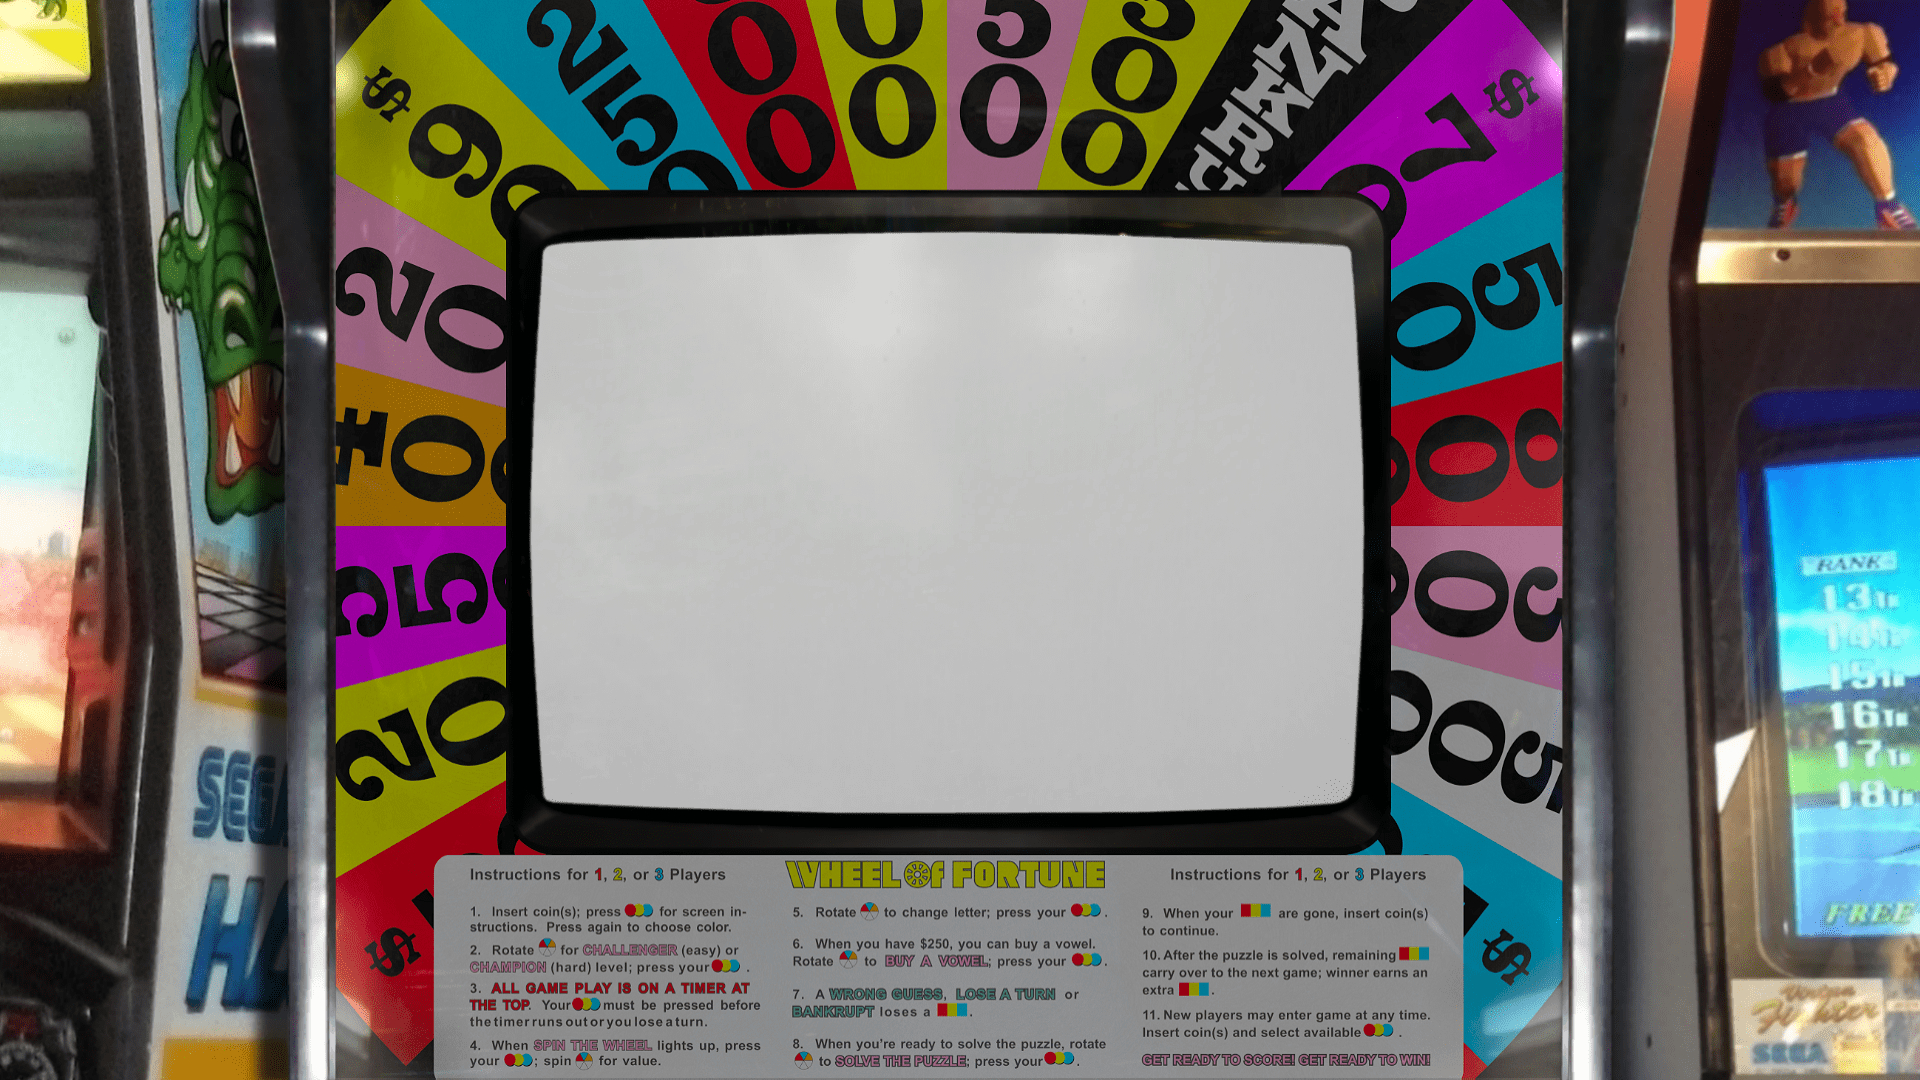 250
$
$
RANK
13TH
14TH
15TH
16TH
17TH
18TH
FREE
SEGA
$
$
WHEEL OF FORTUNE
Instructions for 1, 2, or 3 Players
1. Insert coin(s); press for screen in-
structions. Press again to choose color.
2. Rotate for CHALLENGER (easy) or
CHAMPION (hard) level; press your .
3. ALL GAME PLAY IS ON A TIMER AT
THE TOP. Your must be pressed before
the timer runs out or you lose a turn.
4. When SPIN THE WHEEL lights up, press
your ; spin for value.
5. Rotate to change letter; press your .
6. When you have $250, you can buy a vowel.
Rotate to BUY A VOWEL; press your .
7. A WRONG GUESS, LOSE A TURN or
BANKRUPT loses a .
8. When you're ready to solve the puzzle, rotate
to SOLVE THE PUZZLE; press your .
Instructions for 1, 2, or 3 Players
9. When your are gone, insert coin(s)
to continue.
10. After the puzzle is solved, remaining
carry over to the next game; winner earns an
extra .
11. New players may enter game at any time.
Insert coin(s) and select available .
GET READY TO SCORE! GET READY TO WIN!
Virtua
Fighter
SEGA